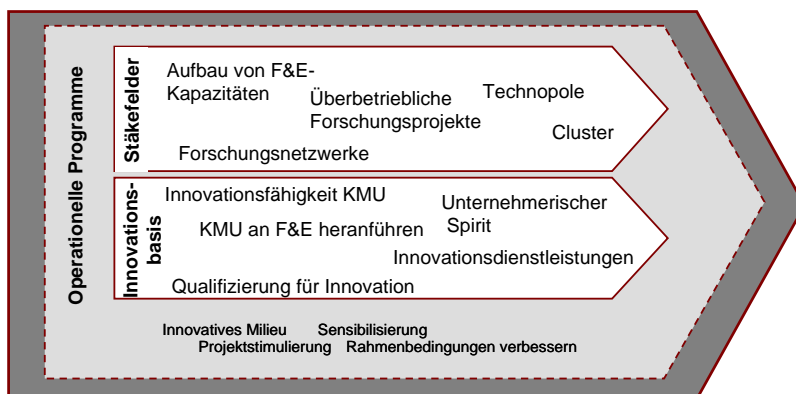 Operationelle Programme
Stäkefelder
Aufbau von F&E-
Kapazitäten
Überbetriebliche
Forschungsprojekte
Technopole
Cluster
Forschungsnetzwerke
Innovations-
basis
Innovationsfähigkeit KMU
Unternehmerischer
Spirit
KMU an F&E heranführen
Innovationsdienstleistungen
Qualifizierung für Innovation
Innovatives Milieu
Sensibilisierung
Projektstimulierung
Rahmenbedingungen verbessern